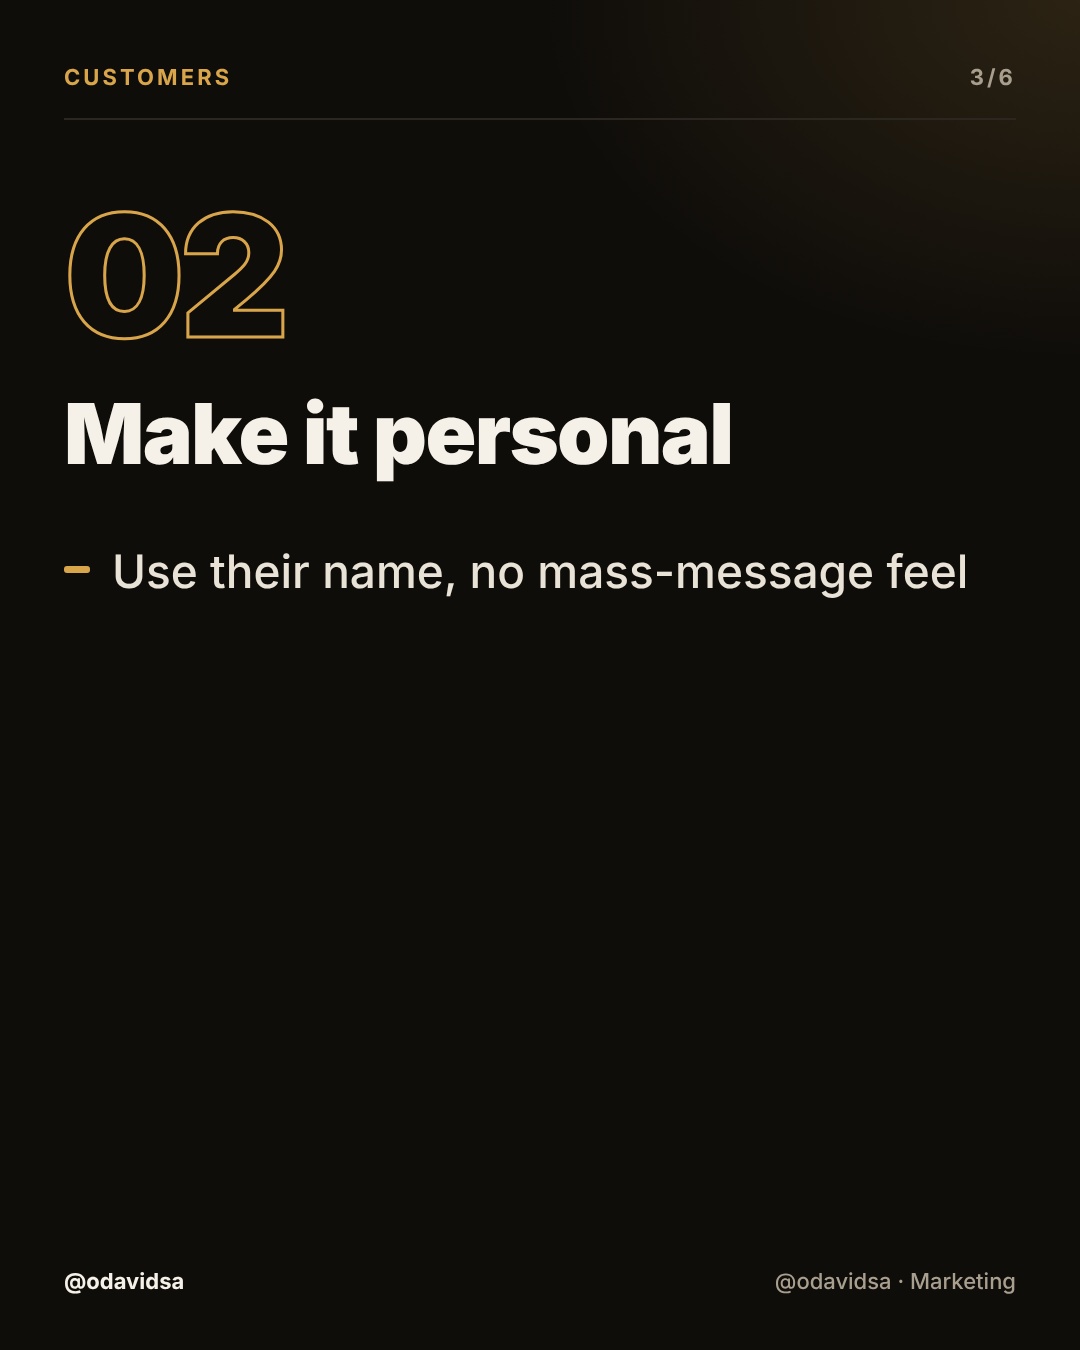 CUSTOMERS
3/6
02
Make it personal
Use their name, no mass-message feel
@odavidsa
@odavidsa · Marketing